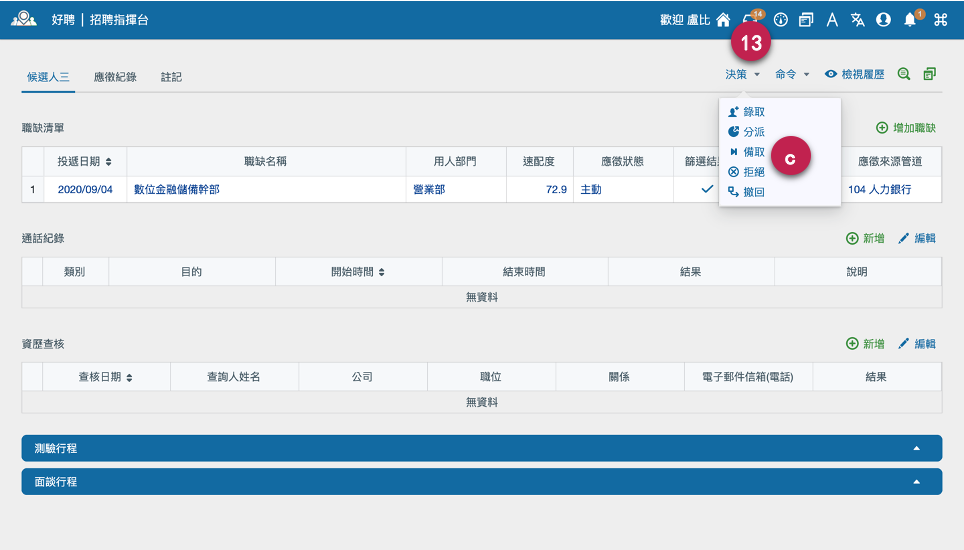 好聘 | 招聘指揮台 歡迎 盧比 14 1
13
候選人三 應徵紀錄 註記 決策 命令 檢視履歷
錄取
分派
備取
拒絕
撤回
c
職缺清單 增加職缺
投遞日期 職缺名稱 用人部門 速配度 應徵狀態 篩選結 應徵來源管道
1 2020/09/04 數位金融儲備幹部 營業部 72.9 主動 104 人力銀行
通話紀錄 新增 編輯
類別 目的 開始時間 結束時間 結果 說明
無資料
資歷查核 新增 編輯
查核日期 查詢人姓名 公司 職位 關係 電子郵件信箱(電話) 結果
無資料
測驗行程
面談行程